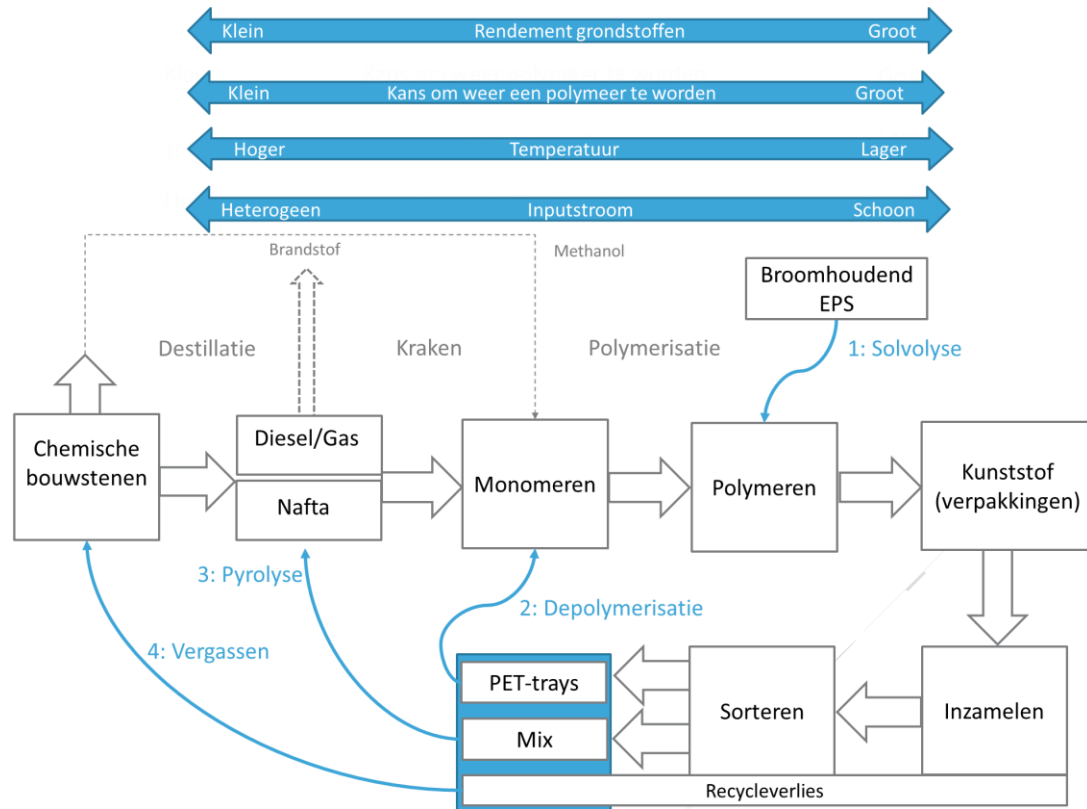 Klein Rendement grondstoffen Groot
Klein Kans om weer een polymeer te worden Groot
Hoger Temperatuur Lager
Heterogeen Inputstroom Schoon
Brandstof
Methanol
Broomhoudend
EPS
Destillatie
Kraken
Polymerisatie
1: Solvolyse
Chemische
bouwstenen
Diesel/Gas
Nafta
Monomeren
Polymeren
Kunststof
(verpakkingen)
3: Pyrolyse
2: Depolymerisatie
4: Vergassen
PET-trays
Mix
Sorteren
Inzamelen
Recycleverlies